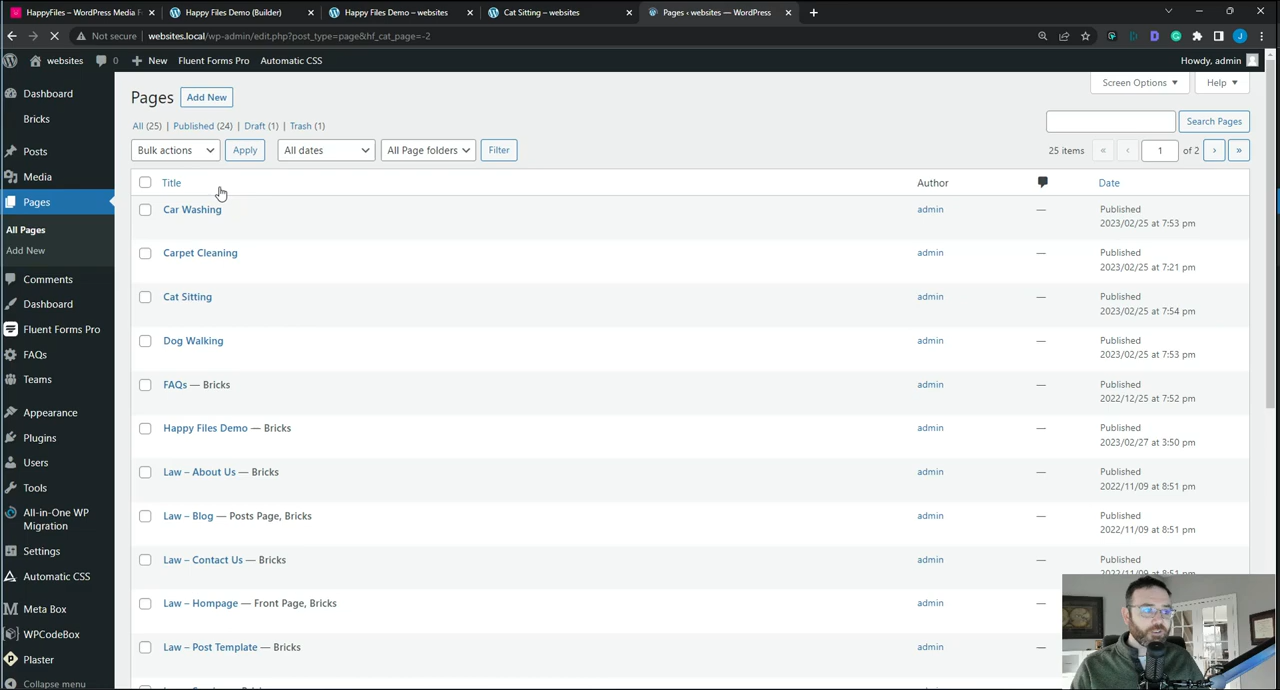 HappyFiles – WordPress Media F
Happy Files Demo (Builder)
Happy Files Demo – websites
Cat Sitting – websites
Pages ‹ websites — WordPress
Not secure
websites.local/wp-admin/edit.php?post_type=page&hf_cat_page=-2
J
websites
0
New
Fluent Forms Pro
Automatic CSS
Howdy, admin
Dashboard
Bricks
Posts
Media
Pages
All Pages
Add New
Comments
Dashboard
Fluent Forms Pro
FAQs
Teams
Appearance
Plugins
Users
Tools
All-in-One WP
Migration
Settings
Automatic CSS
Meta Box
WPCodeBox
Plaster
Collapse menu
Pages
Add New
Screen Options
Help
All (25) | Published (24) | Draft (1) | Trash (1)
Search Pages
Bulk actions
Apply
All dates
All Page folders
Filter
25 items
«
‹
1
of 2
›
»
Title
Author
Date
Car Washing
admin
—
Published
2023/02/25 at 7:53 pm
Carpet Cleaning
admin
—
Published
2023/02/25 at 7:21 pm
Cat Sitting
admin
—
Published
2023/02/25 at 7:54 pm
Dog Walking
admin
—
Published
2023/02/25 at 7:53 pm
FAQs — Bricks
admin
—
Published
2022/12/25 at 7:52 pm
Happy Files Demo — Bricks
admin
—
Published
2023/02/27 at 3:50 pm
Law – About Us — Bricks
admin
—
Published
2022/11/09 at 8:51 pm
Law – Blog — Posts Page, Bricks
admin
—
Published
2022/11/09 at 8:51 pm
Law – Contact Us — Bricks
admin
—
Published
2022/11/09 at 8:51 pm
Law – Hompage — Front Page, Bricks
admin
—
Law – Post Template — Bricks
admin
—